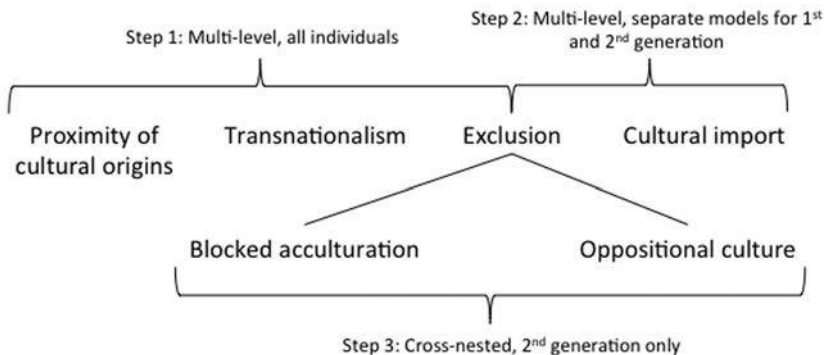 Step 1: Multi-level, all individuals
Step 2: Multi-level, separate models for 1st
and 2nd generation
Proximity of
cultural origins
Transnationalism
Exclusion
Cultural import
Blocked acculturation
Oppositional culture
Step 3: Cross-nested, 2nd generation only